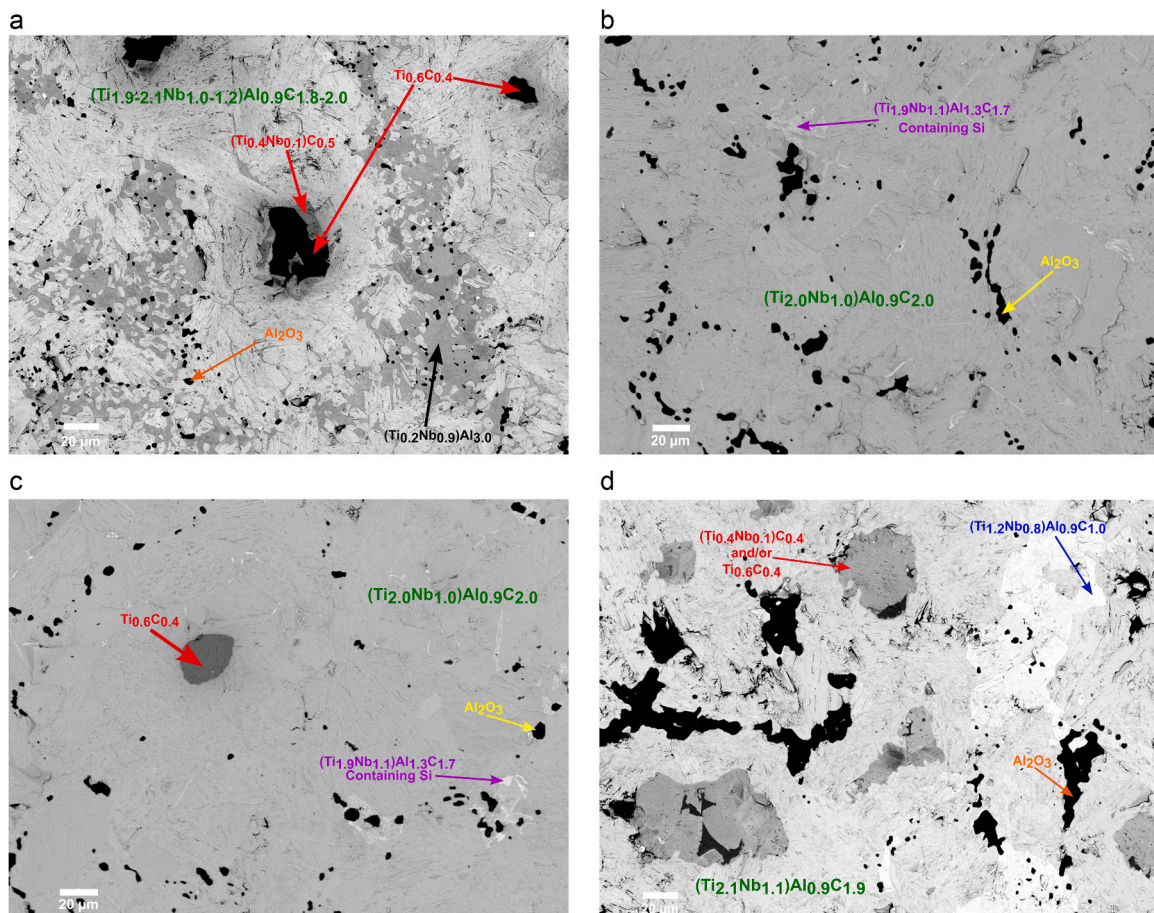 a
(Ti1.9-2.1Nb1.0-1.2)Al0.9C1.8-2.0
Ti0.6C0.4
(Ti0.4Nb0.1)C0.5
Al2O3
(Ti0.2Nb0.9)Al3.0
20 µm
b
(Ti1.9Nb1.1)Al1.3C1.7
Containing Si
Al2O3
(Ti2.0Nb1.0)Al0.9C2.0
20 µm
c
(Ti2.0Nb1.0)Al0.9C2.0
Ti0.6C0.4
Al2O3
(Ti1.9Nb1.1)Al1.3C1.7
Containing Si
20 µm
d
(Ti0.4Nb0.1)C0.4
and/or
Ti0.6C0.4
(Ti1.2Nb0.8)Al0.9C1.0
Al2O3
(Ti2.1Nb1.1)Al0.9C1.9
20 µm